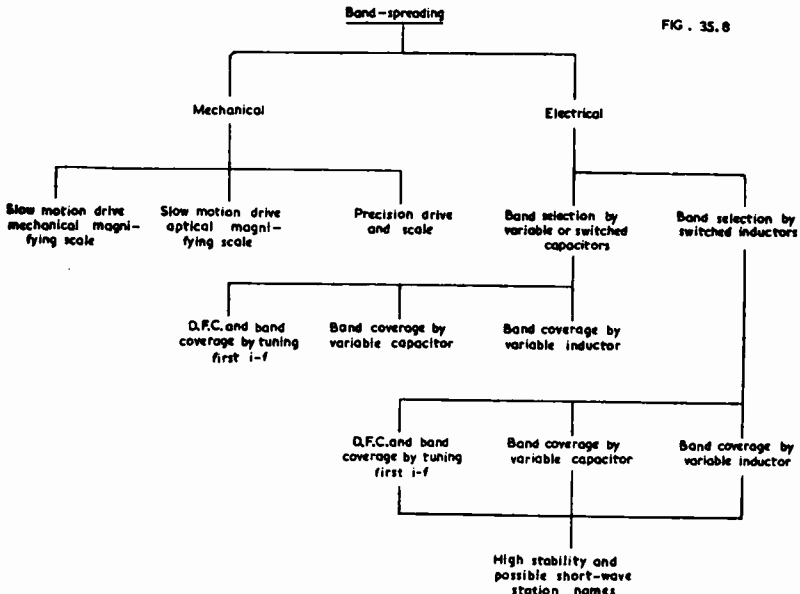 Band-spreading
FIG. 35.8
Mechanical
Electrical
Slow motion drive
mechanical magni-
fying scale
Slow motion drive
optical magni-
fying scale
Precision drive
and scale
Band selection by
variable or switched
capacitors
Band selection by
switched inductors
D.F.C. and band
coverage by tuning
first i-f
Band coverage by
variable capacitor
Band coverage by
variable inductor
D.F.C. and band
coverage by tuning
first i-f
Band coverage by
variable capacitor
Band coverage by
variable inductor
High stability and
possible short-wave
station names